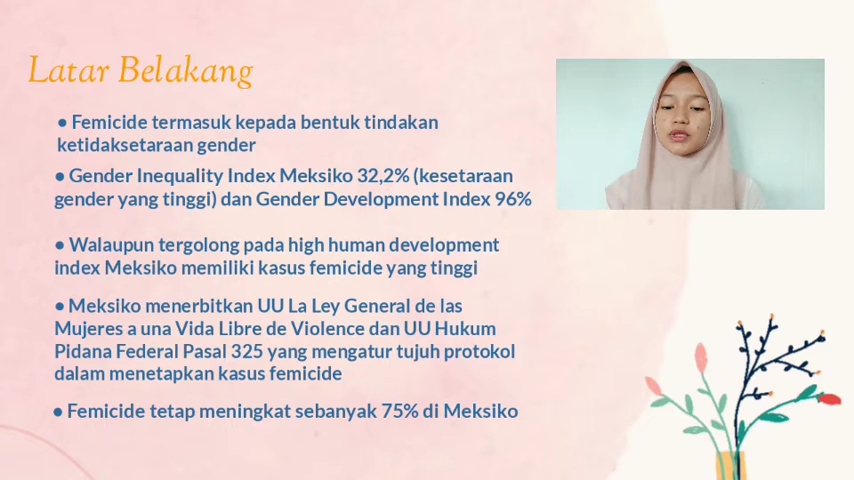 Latar Belakang
● Femicide termasuk kepada bentuk tindakan
ketidaksetaraan gender
● Gender Inequality Index Meksiko 32,2% (kesetaraan
gender yang tinggi) dan Gender Development Index 96%
● Walaupun tergolong pada high human development
index Meksiko memiliki kasus femicide yang tinggi
● Meksiko menerbitkan UU La Ley General de las
Mujeres a una Vida Libre de Violence dan UU Hukum
Pidana Federal Pasal 325 yang mengatur tujuh protokol
dalam menetapkan kasus femicide
● Femicide tetap meningkat sebanyak 75% di Meksiko